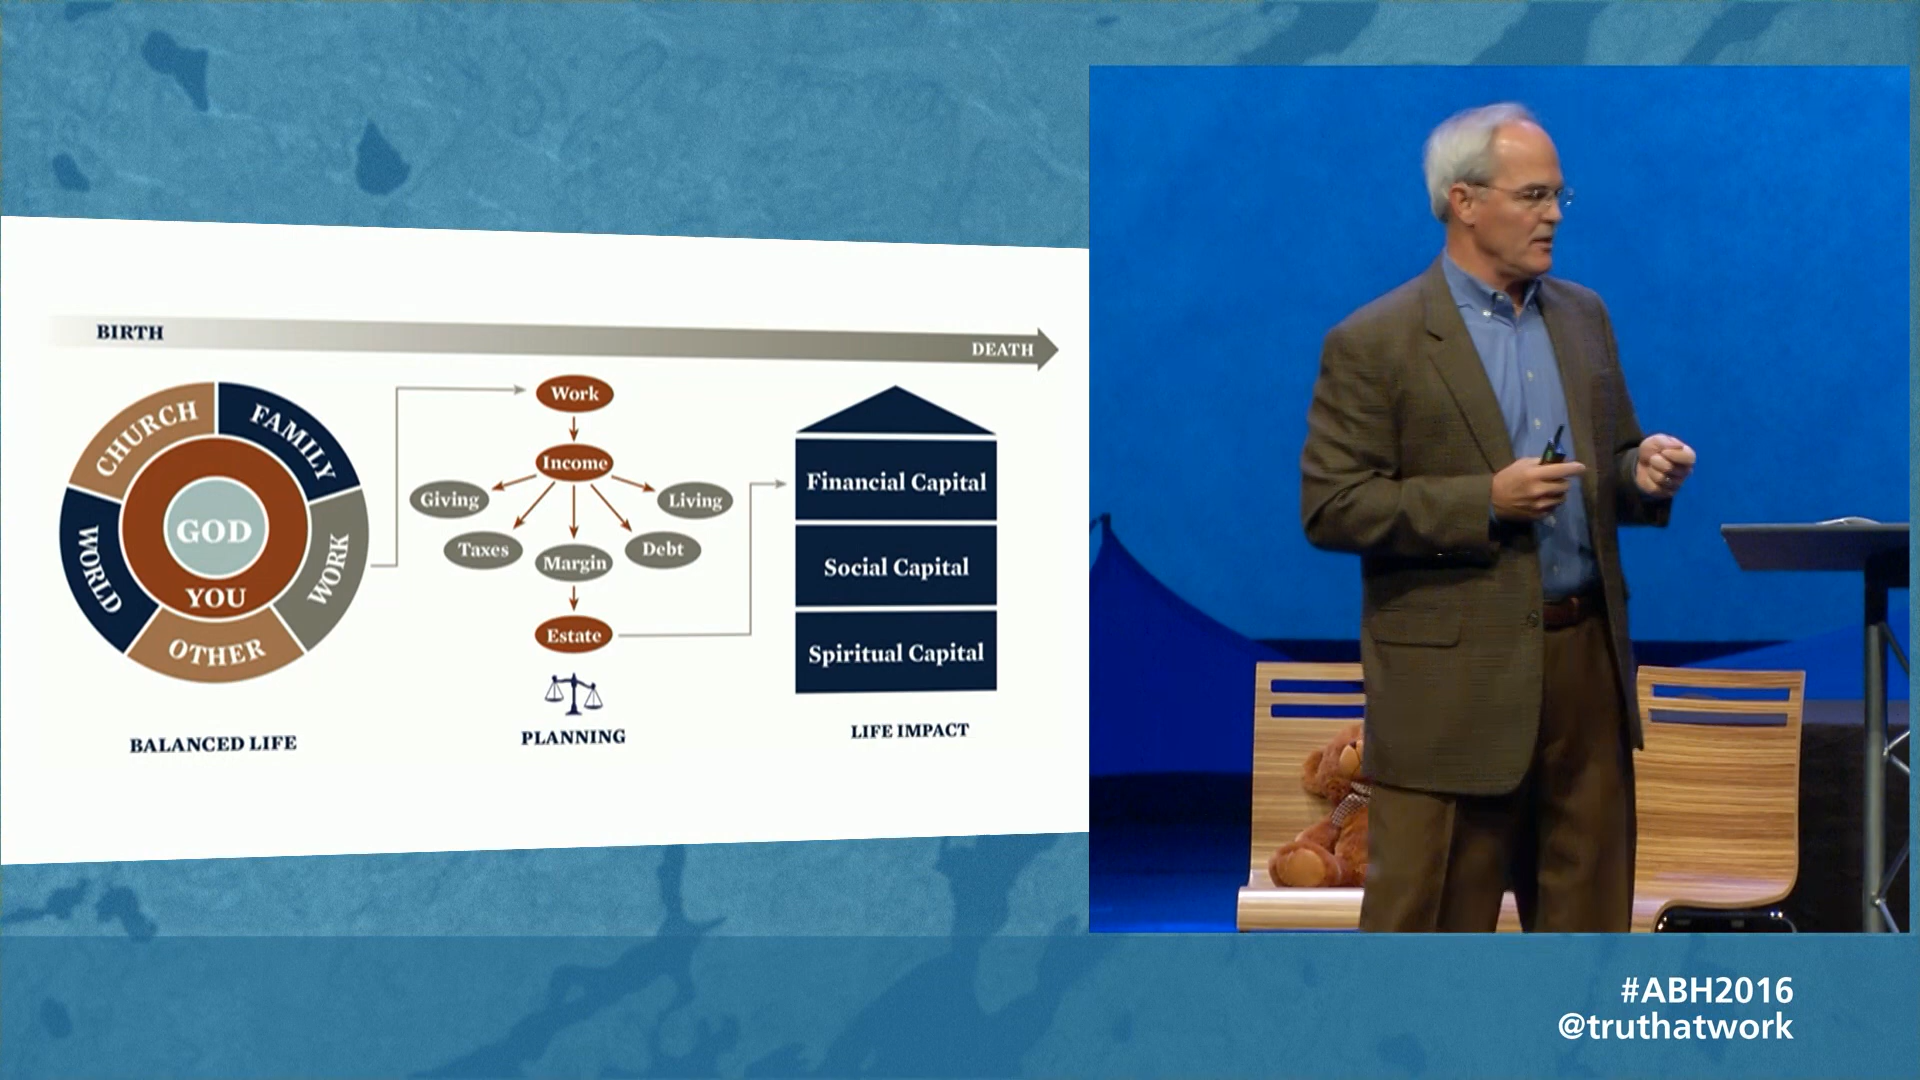 BIRTH
DEATH
CHURCH
FAMILY
WORLD
WORK
GOD
YOU
OTHER
BALANCED LIFE
Work
Income
Giving
Living
Taxes
Margin
Debt
Estate
PLANNING
Financial Capital
Social Capital
Spiritual Capital
LIFE IMPACT
#ABH2016
@truthatwork